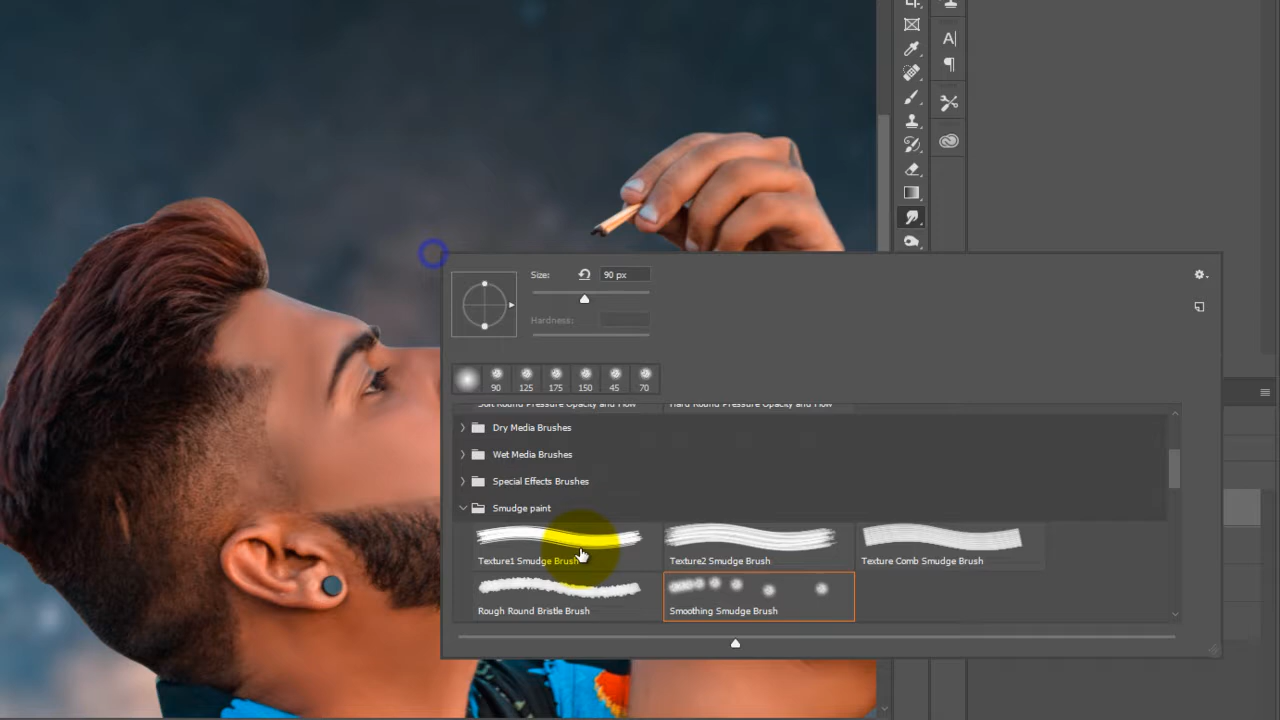 A|
Size: 90 px
Hardness:
90 125 175 150 45 70
Soft Round Pressure Opacity and Flow Hard Round Pressure Opacity and Flow
Dry Media Brushes
Wet Media Brushes
Special Effects Brushes
Smudge paint
Texture1 Smudge Brush Texture2 Smudge Brush Texture Comb Smudge Brush
Rough Round Bristle Brush Smoothing Smudge Brush